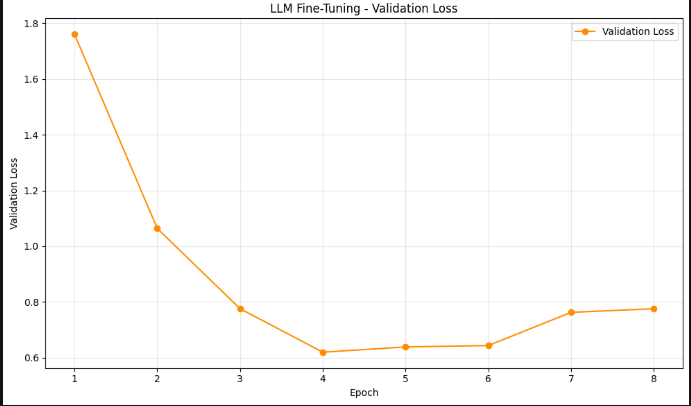 LLM Fine-Tuning - Validation Loss
Validation Loss
1.8
1.6
1.4
1.2
1.0
0.8
0.6
Validation Loss
1 2 3 4 5 6 7 8
Epoch